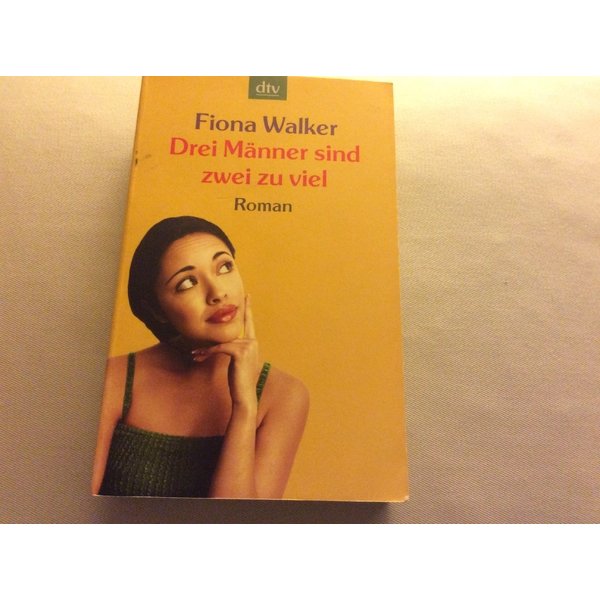 dtv
Fiona Walker
Drei Männer sind
zwei zu viel
Roman